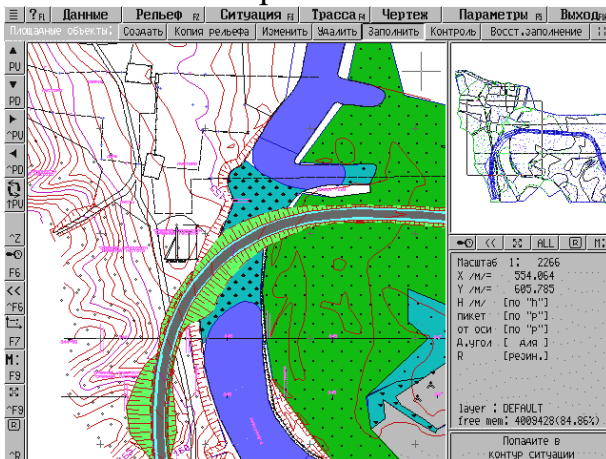 ≡ ?F1 Данные Рельеф F2 Ситуация F3 Трасса F4 Чертеж Параметры F5 Выход
Площадные объекты: Создать Копия рельефа Изменить Удалить Заполнить Контроль Восст.заполнение
PU
PD
^PU
^PD
↑PU
^Z
F6
<<
^F6
F7
M:
F9
^F9
R
^R
<< ALL R M:
Масштаб 1: 2266
X /м/= 554.064
Y /м/= 605.785
H /м/ [по "h"]
пикет [по "p"]
от оси [по "p"]
Д.угол [ для ]
R [резин.]
layer : DEFAULT
free mem: 4009428(84.86%)
Попадите в
контур ситуации